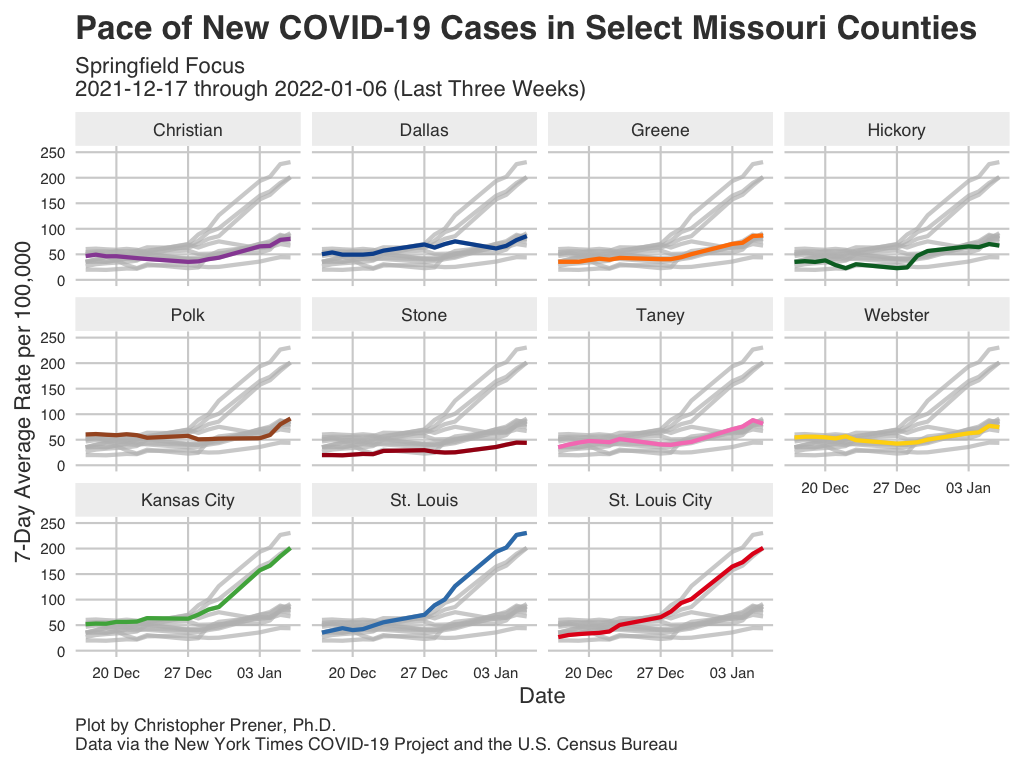 Pace of New COVID-19 Cases in Select Missouri Counties
Springfield Focus
2021-12-17 through 2022-01-06 (Last Three Weeks)
7-Day Average Rate per 100,000
Christian
Dallas
Greene
Hickory
250
200
150
100
50
0
Polk
Stone
Taney
Webster
250
200
150
100
50
0
20 Dec
27 Dec
03 Jan
Kansas City
St. Louis
St. Louis City
250
200
150
100
50
0
20 Dec
27 Dec
03 Jan
20 Dec
27 Dec
03 Jan
20 Dec
27 Dec
03 Jan
Date
Plot by Christopher Prener, Ph.D.
Data via the New York Times COVID-19 Project and the U.S. Census Bureau